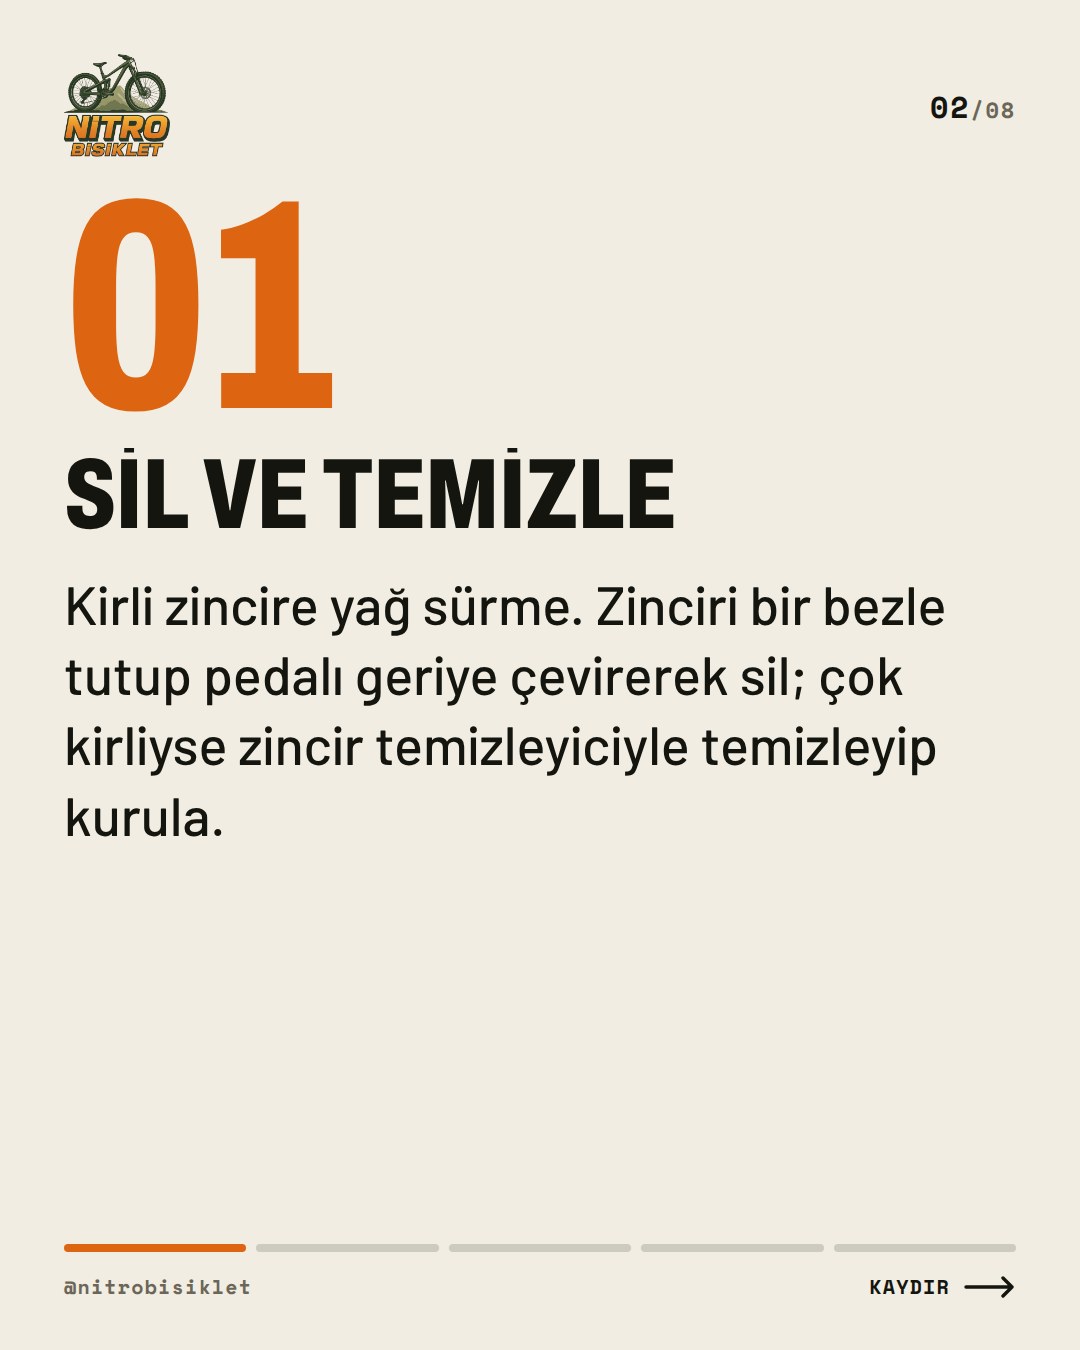 NiTRO
BISIKLET
02/08
01
SİL VE TEMİZLE
Kirli zincire yağ sürme. Zinciri bir bezle
tutup pedalı geriye çevirerek sil; çok
kirliyse zincir temizleyiciyle temizleyip
kurula.
@nitrobisiklet
KAYDIR